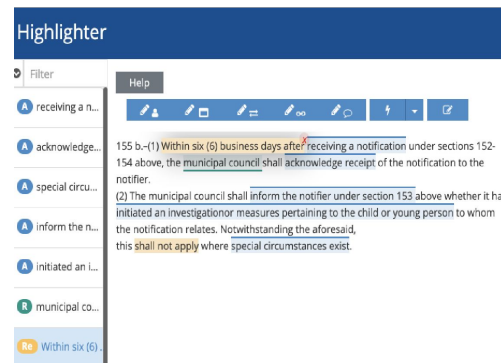 Highlighter
Filter
Help
A receiving a n...
A acknowledge...
A special circu...
A inform the n...
A initiated an i...
R municipal co...
Re Within six (6) .
155 b.–(1) Within six (6) business days after receiving a notification under sections 152-
154 above, the municipal council shall acknowledge receipt of the notification to the
notifier.
(2) The municipal council shall inform the notifier under section 153 above whether it ha
initiated an investigationor measures pertaining to the child or young person to whom
the notification relates. Notwithstanding the aforesaid,
this shall not apply where special circumstances exist.